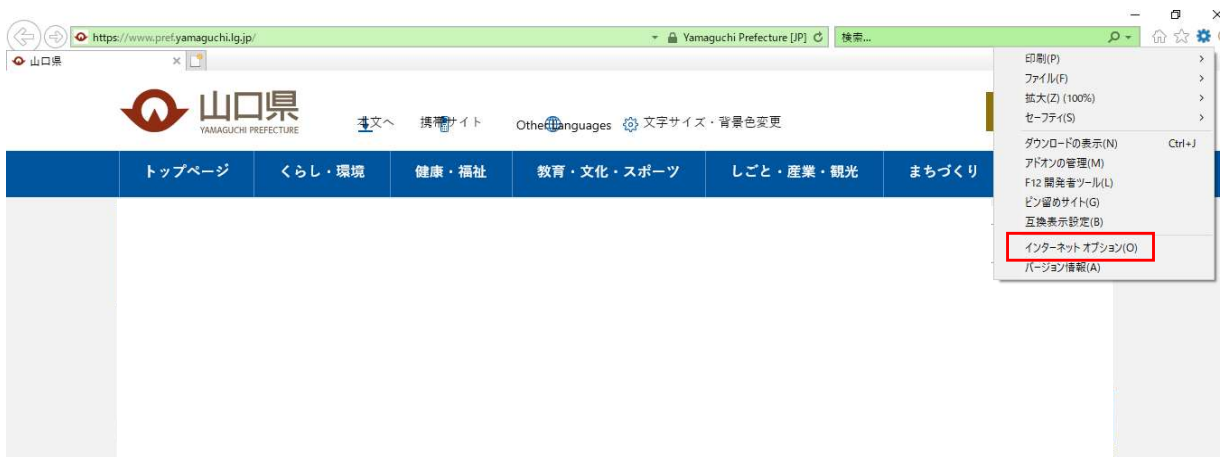 https://www.pref.yamaguchi.lg.jp/
Yamaguchi Prefecture [JP]
検索...
山口県
山口県
YAMAGUCHI PREFECTURE
本文へ
携帯サイト
Other Languages
文字サイズ・背景色変更
トップページ
くらし・環境
健康・福祉
教育・文化・スポーツ
しごと・産業・観光
まちづくり
印刷(P)
ファイル(F)
拡大(Z) (100%)
セーフティ(S)
ダウンロードの表示(N) Ctrl+J
アドオンの管理(M)
F12 開発者ツール(L)
ピン留めサイト(G)
互換表示設定(B)
インターネット オプション(O)
バージョン情報(A)